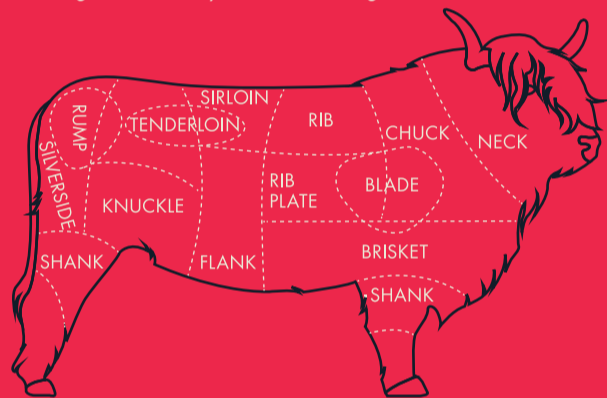 SIRLOIN
RUMP
TENDERLOIN
RIB
CHUCK
NECK
SILVERSIDE
KNUCKLE
RIB
PLATE
BLADE
SHANK
FLANK
BRISKET
SHANK